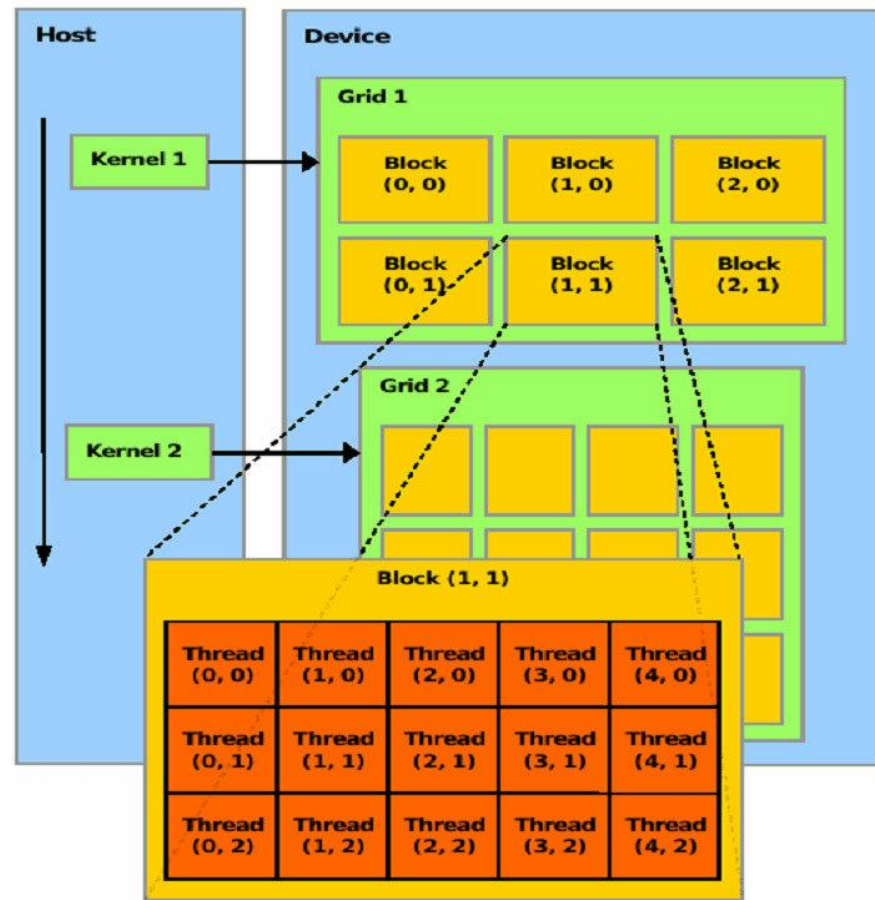 Host
Device
Grid 1
Kernel 1
Block
(0, 0)
Block
(1, 0)
Block
(2, 0)
Block
(0, 1)
Block
(1, 1)
Block
(2, 1)
Grid 2
Kernel 2
Block (1, 1)
Thread
(0, 0)
Thread
(1, 0)
Thread
(2, 0)
Thread
(3, 0)
Thread
(4, 0)
Thread
(0, 1)
Thread
(1, 1)
Thread
(2, 1)
Thread
(3, 1)
Thread
(4, 1)
Thread
(0, 2)
Thread
(1, 2)
Thread
(2, 2)
Thread
(3, 2)
Thread
(4, 2)